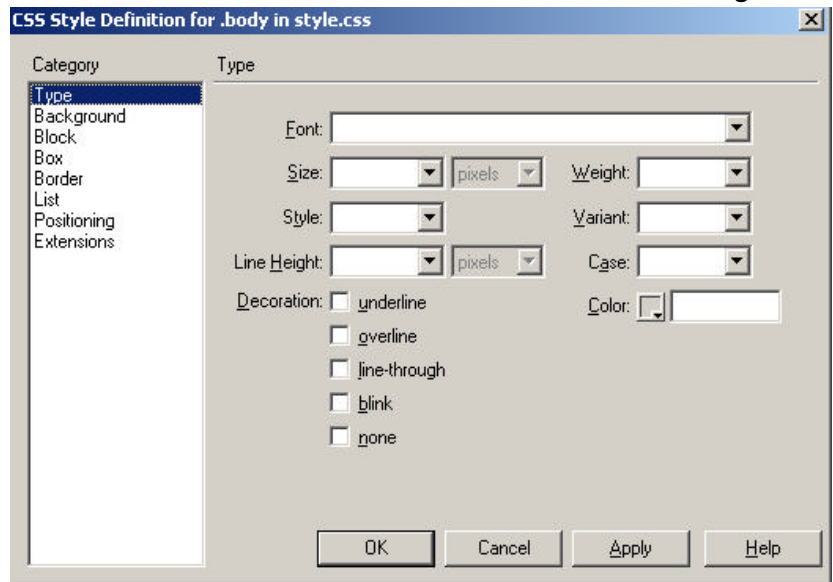 CSS Style Definition for .body in style.css
Category
Type
Type
Background
Block
Box
Border
List
Positioning
Extensions
Font:
Size: pixels Weight:
Style: Variant:
Line Height: pixels Case:
Decoration: underline Color:
overline
line-through
blink
none
OK Cancel Apply Help